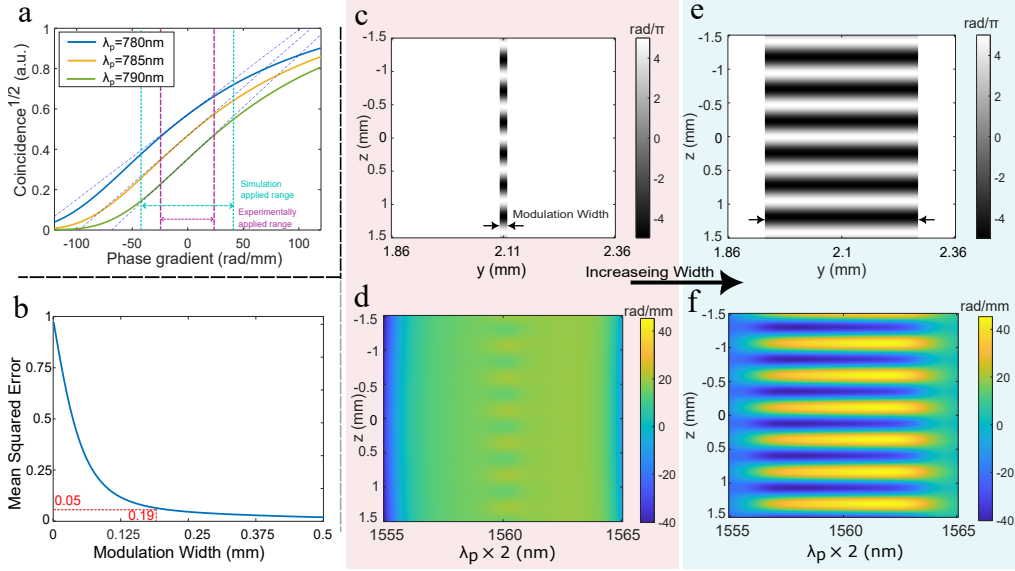 a
Coincidence1/2 (a.u.)
1
0.8
0.6
0.4
0.2
0
λp=780nm
λp=785nm
λp=790nm
Simulation
applied range
Experimentally
applied range
-100
-50
0
50
100
Phase gradient (rad/mm)
b
Mean Squared Error
1
0.75
0.5
0.25
0
0.05
0.19
0
0.125
0.25
0.375
0.5
Modulation Width (mm)
c
rad/π
z (mm)
-1.5
-1
-0.5
0
0.5
1
1.5
Modulation Width
1.86
2.11
2.36
y (mm)
4
2
0
-2
-4
d
rad/mm
z (mm)
-1.5
-1
-0.5
0
0.5
1
1.5
1555
1560
1565
λp × 2 (nm)
40
20
0
-20
-40
Increaseing Width
e
rad/π
z (mm)
-1.5
-1
-0.5
0
0.5
1
1.5
1.86
2.1
2.36
y (mm)
4
2
0
-2
-4
f
rad/mm
z (mm)
-1.5
-1
-0.5
0
0.5
1
1.5
1555
1560
1565
λp × 2 (nm)
40
20
0
-20
-40